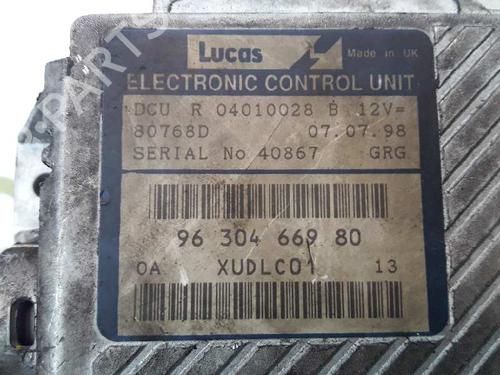 Lucas Made in UK
ELECTRONIC CONTROL UNIT
DCU R 04010028 B 12V=
80768D 07.07.98
SERIAL No 40867 GRG
96 304 669 80
0A XUDLC01 13